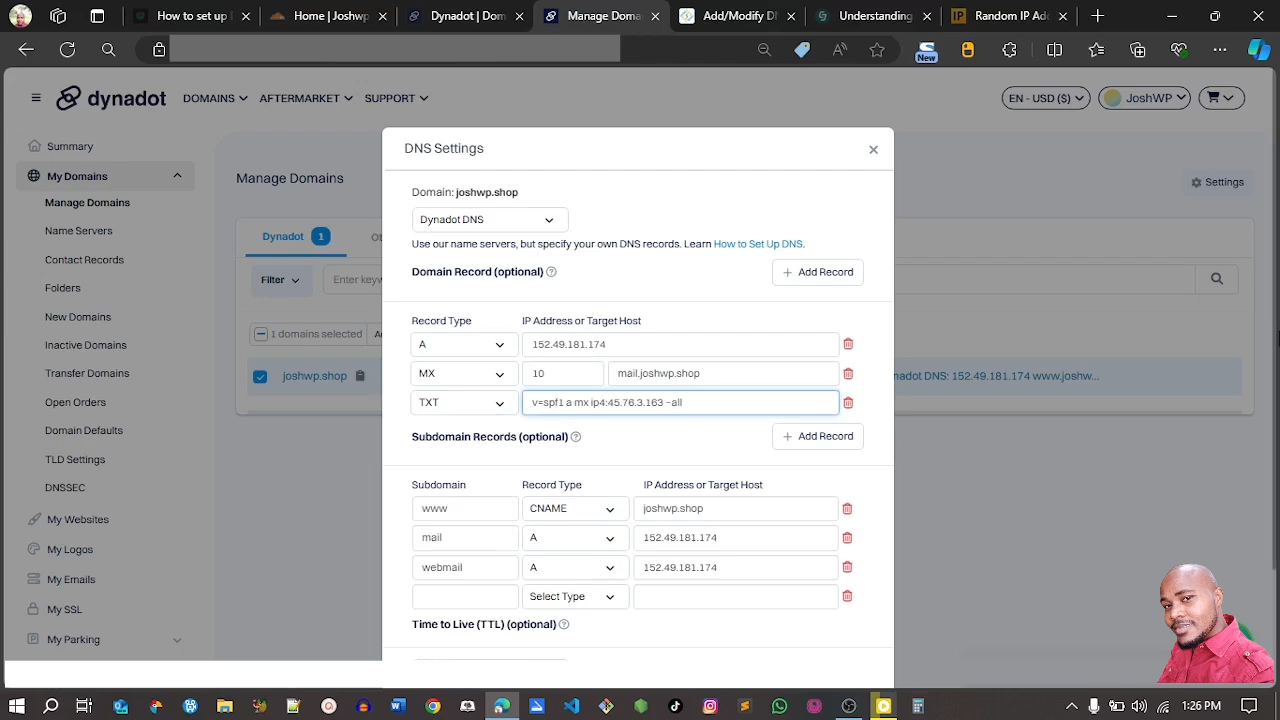 How to set up
Home | Joshwp
Dynadot | Dom
Manage Doma
Add/Modify D
Understanding
Random IP Ad
New
dynadot
DOMAINS
AFTERMARKET
SUPPORT
EN - USD ($)
JoshWP
Summary
My Domains
Manage Domains
Name Servers
Contact Records
Folders
New Domains
Inactive Domains
Transfer Domains
Open Orders
Domain Defaults
TLD Settings
DNSSEC
My Websites
My Logos
My Emails
My SSL
My Parking
Manage Domains
Settings
Dynadot 1
Filter
Enter keyw
1 domains selected
joshwp.shop
nadot DNS: 152.49.181.174 www.joshw...
DNS Settings
Domain: joshwp.shop
Dynadot DNS
Use our name servers, but specify your own DNS records. Learn How to Set Up DNS.
Domain Record (optional)
+ Add Record
Record Type IP Address or Target Host
A 152.49.181.174
MX 10 mail.joshwp.shop
TXT v=spf1 a mx ip4:45.76.3.163 ~all
Subdomain Records (optional)
+ Add Record
Subdomain Record Type IP Address or Target Host
www CNAME joshwp.shop
mail A 152.49.181.174
webmail A 152.49.181.174
Select Type
Time to Live (TTL) (optional)
1:26 PM